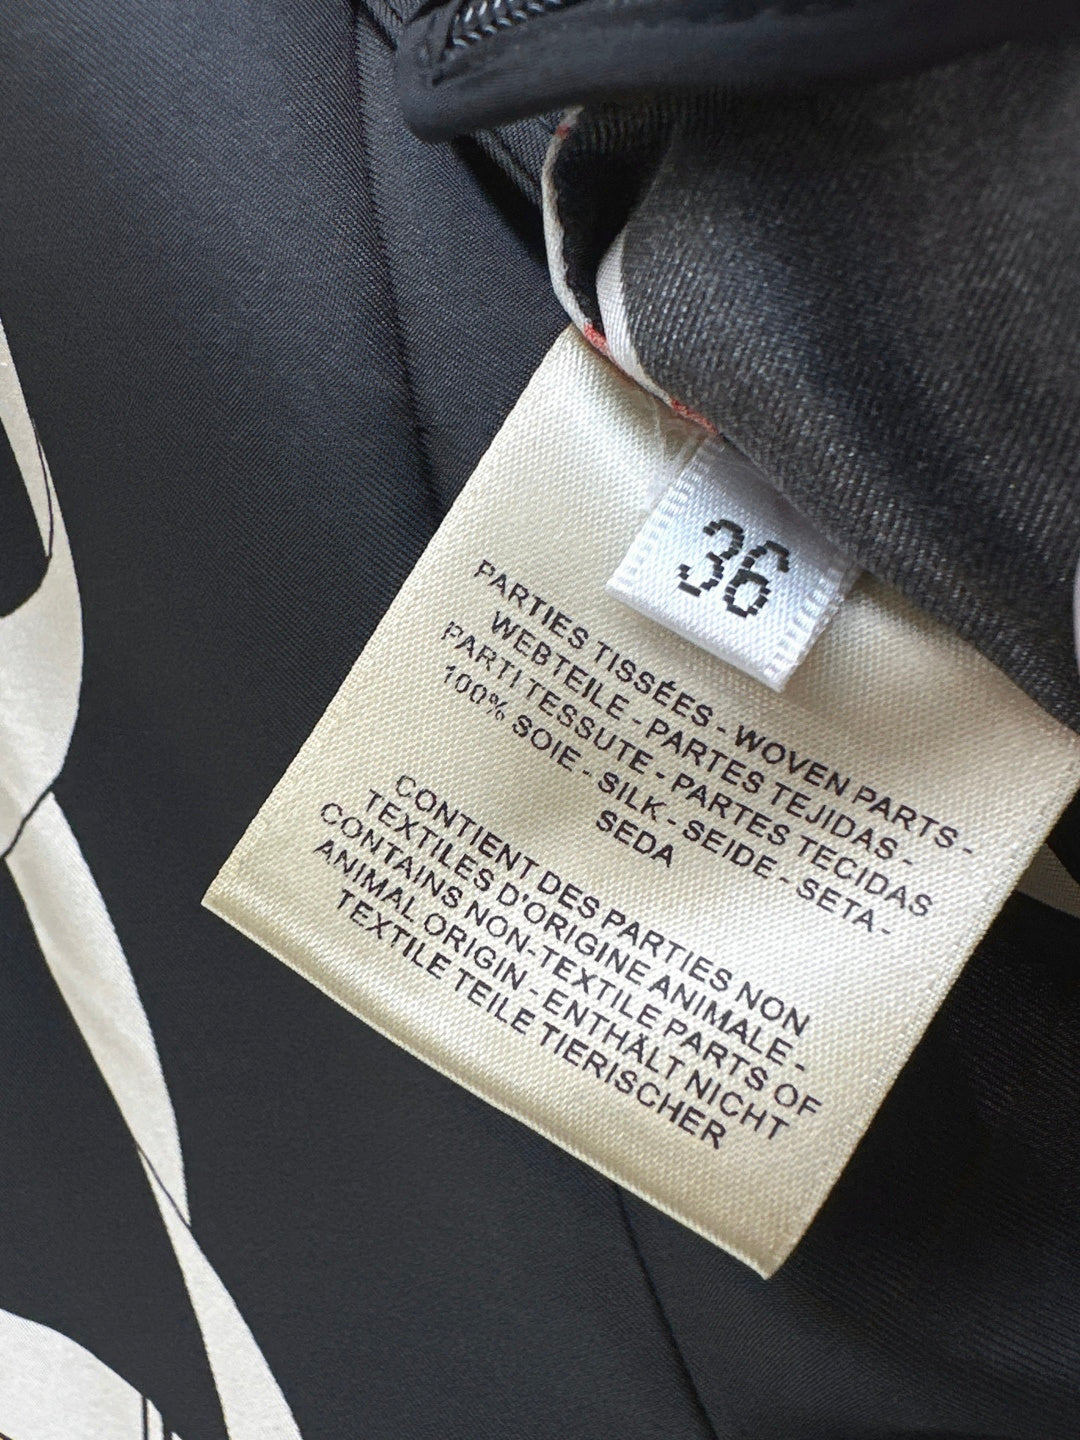 36
PARTIES TISSÉES - WOVEN PARTS -
WEBTEILE - PARTES TEJIDAS -
PARTI TESSUTE - PARTES TECIDAS
100% SOIE - SILK - SEIDE - SETA -
SEDA
CONTIENT DES PARTIES NON
TEXTILES D'ORIGINE ANIMALE -
CONTAINS NON-TEXTILE PARTS OF
ANIMAL ORIGIN - ENTHÄLT NICHT
TEXTILE TEILE TIERISCHER